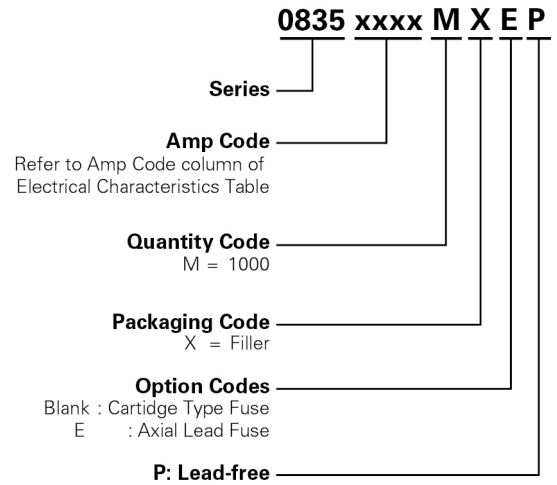 0835 xxxx M X E P
Series
Amp Code
Refer to Amp Code column of
Electrical Characteristics Table
Quantity Code
M = 1000
Packaging Code
X = Filler
Option Codes
Blank : Cartidge Type Fuse
E : Axial Lead Fuse
P: Lead-free